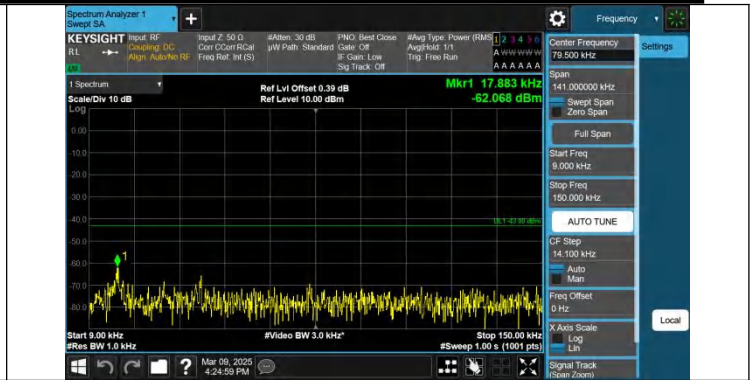 Spectrum Analyzer 1
Swept SA
Frequency
KEYSIGHT
RL
Input: RF
Coupling: DC
Align: Auto/No RF
Input Z: 50 Ω
Corr CCorr RCal
Freq Ref: Int (S)
#Atten: 30 dB
µW Path: Standard
PNO: Best Close
Gate: Off
IF Gain: Low
Sig Track: Off
#Avg Type: Power (RMS
Avg|Hold: 1/1
Trig: Free Run
1 2 3 4 5 6
A W W W W W
A A A A A A
1 Spectrum
Scale/Div 10 dB
Log
Ref Lvl Offset 0.39 dB
Ref Level 10.00 dBm
Mkr1 17.883 kHz
-62.068 dBm
0.00
-10.0
-20.0
-30.0
-40.0
-50.0
-60.0
-70.0
-80.0
1
Start 9.00 kHz
#Res BW 1.0 kHz
#Video BW 3.0 kHz*
Stop 150.00 kHz
#Sweep 1.00 s (1001 pts)
Mar 09, 2025
4:24:59 PM
Center Frequency
79.500 kHz
Settings
Span
141.000000 kHz
Swept Span
Zero Span
Full Span
Start Freq
9.000 kHz
Stop Freq
150.000 kHz
AUTO TUNE
CF Step
14.100 kHz
Auto
Man
Freq Offset
0 Hz
X Axis Scale
Log
Lin
Local
Signal Track
(Span Zoom)